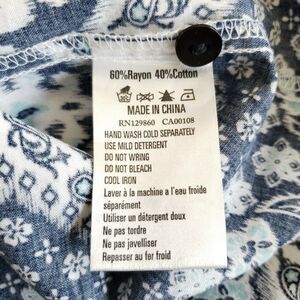 60%Rayon 40%Cotton
MADE IN CHINA
RN129860 CA00108
HAND WASH COLD SEPARATELY
USE MILD DETERGENT
DO NOT WRING
DO NOT BLEACH
COOL IRON
Laver à la machine a l'eau froide
séparément
Utiliser un détergent doux
Ne pas tordre
Ne pas javelliser
Repasser au fer froid